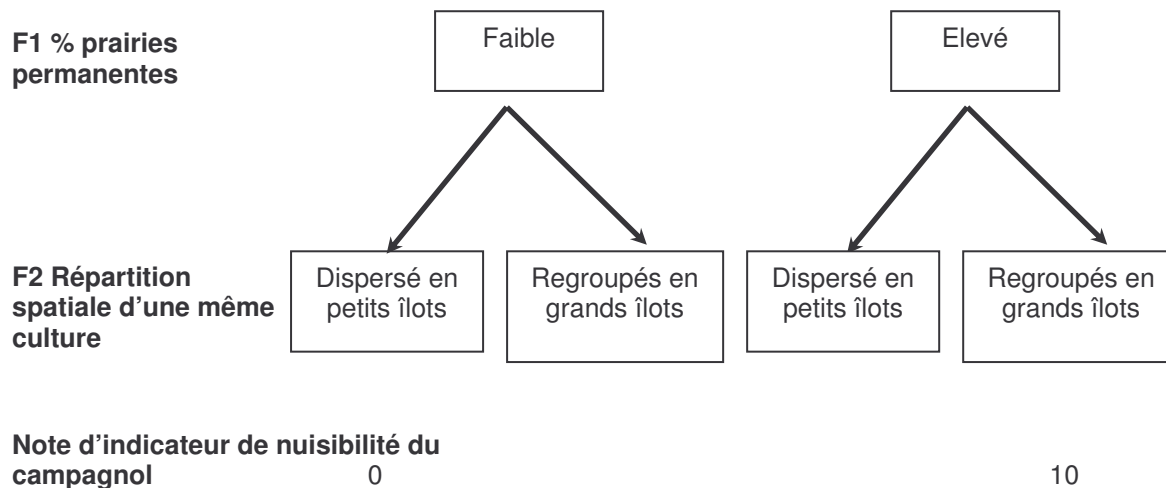 F1 % prairies
permanentes
Faible
Elevé
F2 Répartition
spatiale d'une même
culture
Dispersé en
petits îlots
Regroupés en
grands îlots
Dispersé en
petits îlots
Regroupés en
grands îlots
Note d'indicateur de nuisibilité du
campagnol 0 10